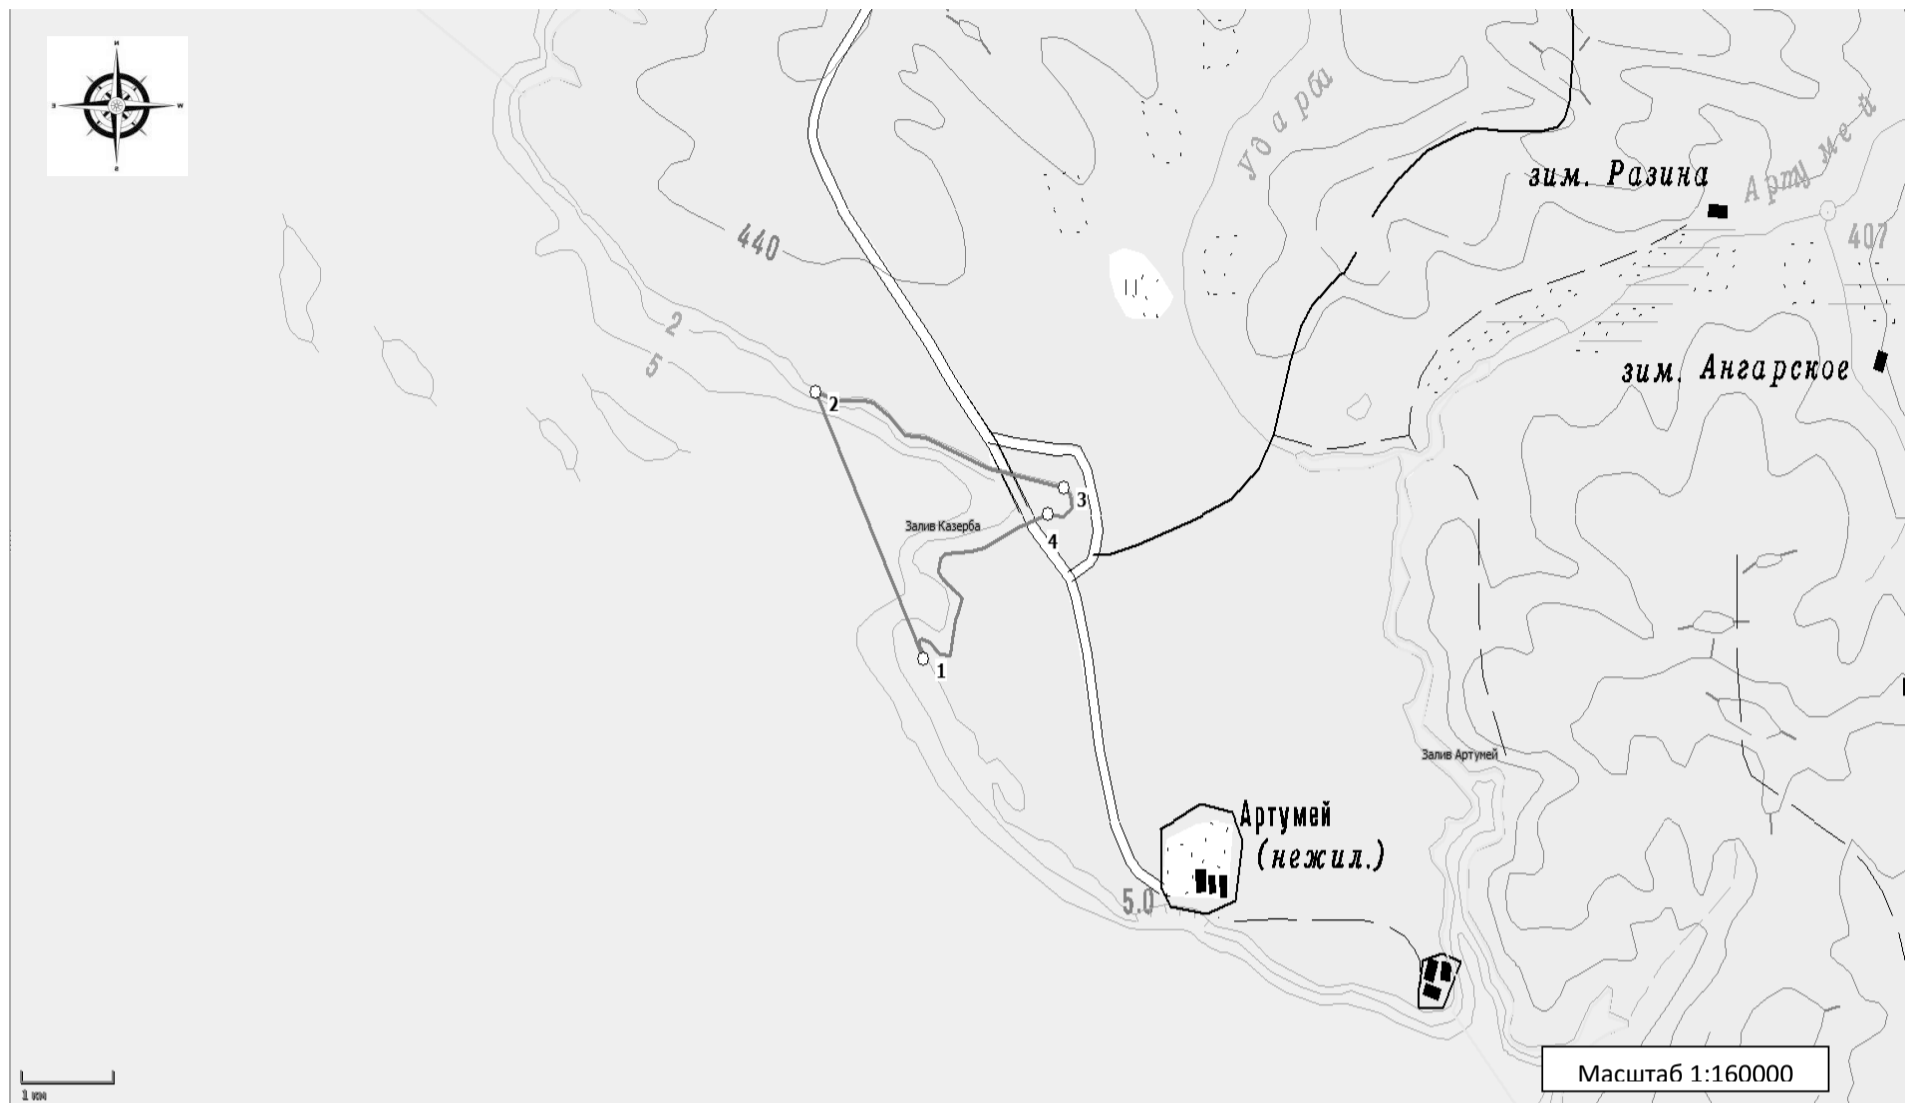 И
З
W
S
Ударба
зим. Разина
Артумей
440
407
2
5
зим. Ангарское
2
3
Залив Казерба
4
1
Залив Артумей
Артумей
(нежил.)
5.0
1 км
Масштаб 1:160000